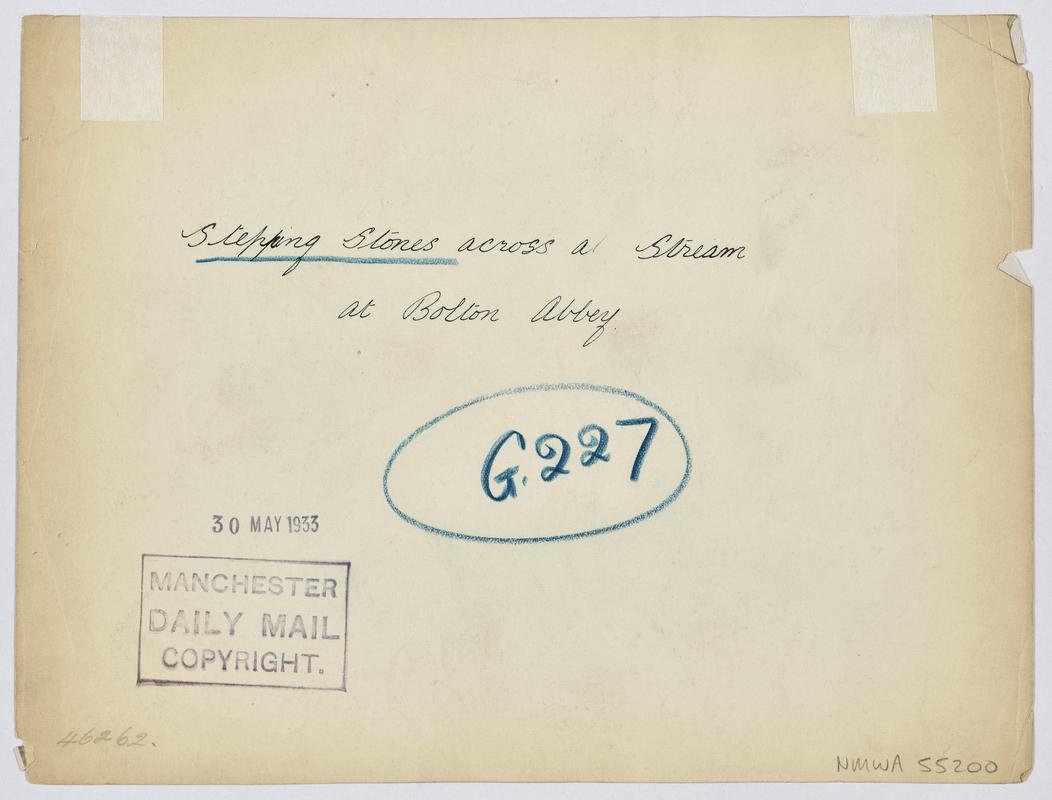 Stepping Stones across a Stream
at Bolton Abbey.
G.227
30 MAY 1933
MANCHESTER
DAILY MAIL
COPYRIGHT.
46262.
NMWA 55200